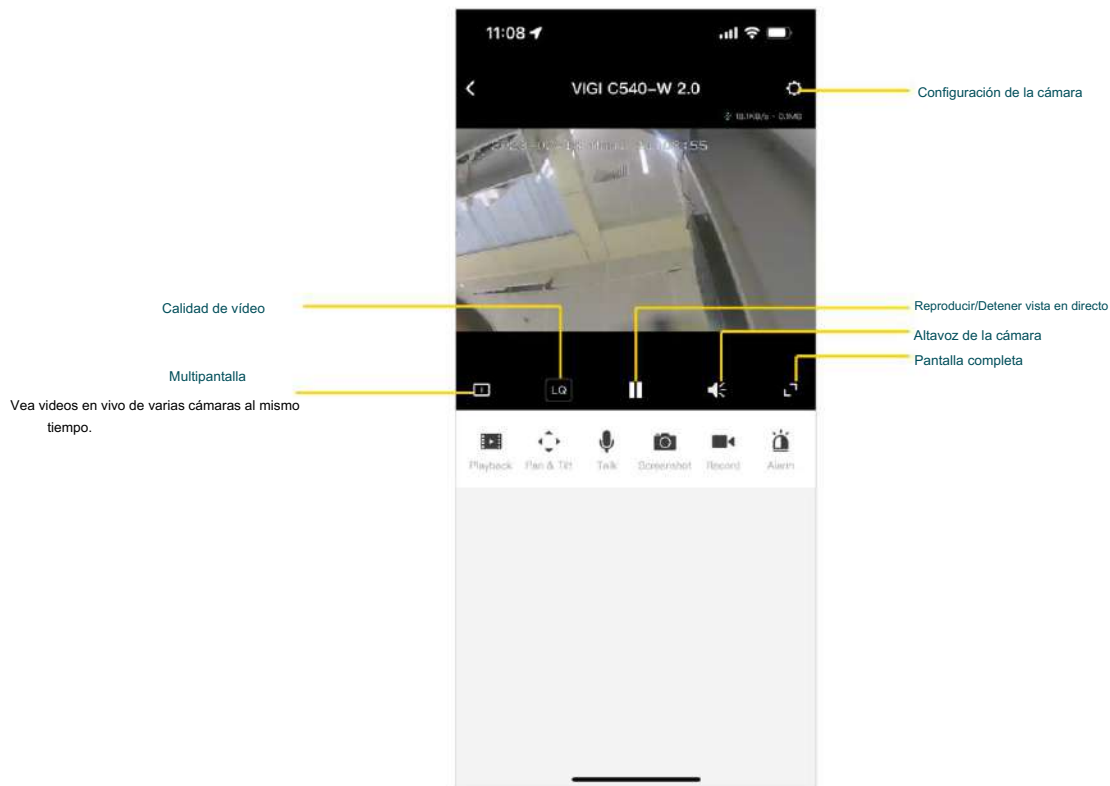 11:08
VIGI C540-W 2.0
Configuración de la cámara
Calidad de vídeo
Reproducir/Detener vista en directo
Altavoz de la cámara
Pantalla completa
Multipantalla
Vea videos en vivo de varias cámaras al mismo
tiempo.
LQ
Playback Pan & Tilt Talk Screenshot Record Alarm